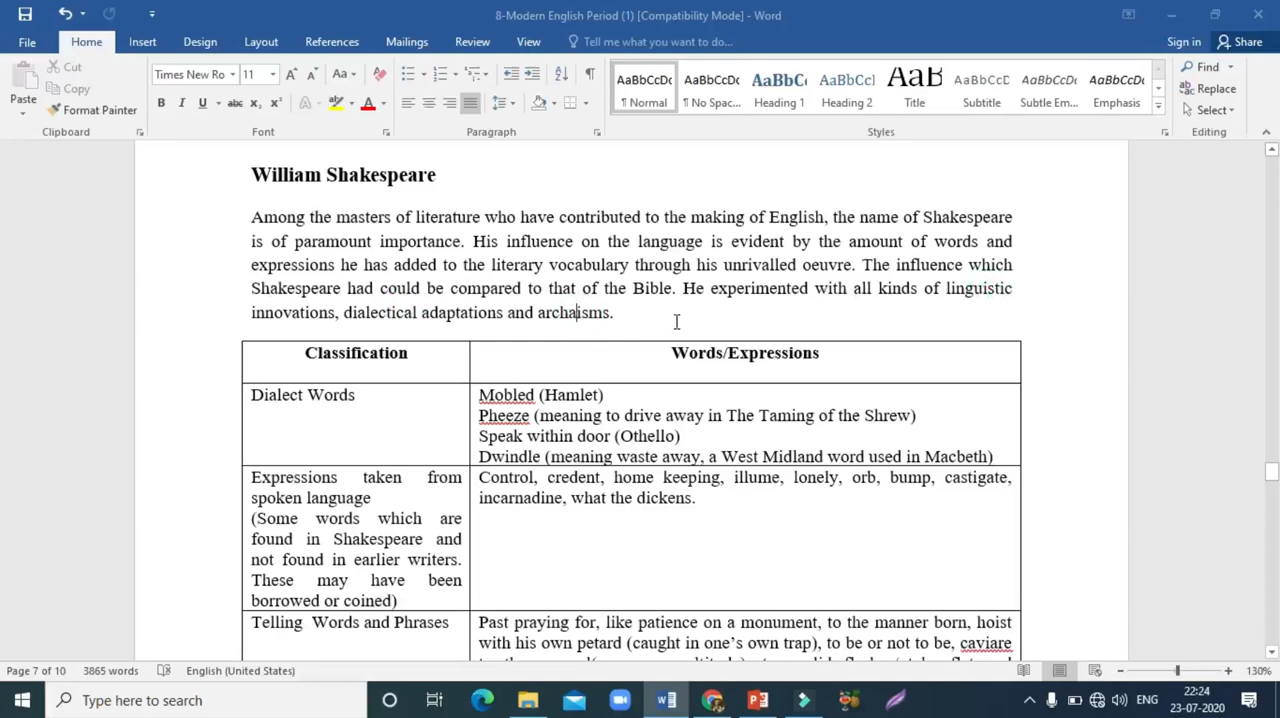 8-Modern English Period (1) [Compatibility Mode] - Word
File Home Insert Design Layout References Mailings Review View Tell me what you want to do... Sign in Share
Paste Cut Copy Format Painter
Times New Ro 11
AaBbCcDc AaBbCcDc AaBbC AaBbCcl AaB AaBbCcD AaBbCcDc AaBbCcDc
¶ Normal ¶ No Spac... Heading 1 Heading 2 Title Subtitle Subtle Em... Emphasis
Find Replace Select
Clipboard Font Paragraph Styles Editing
William Shakespeare
Among the masters of literature who have contributed to the making of English, the name of Shakespeare
is of paramount importance. His influence on the language is evident by the amount of words and
expressions he has added to the literary vocabulary through his unrivalled oeuvre. The influence which
Shakespeare had could be compared to that of the Bible. He experimented with all kinds of linguistic
innovations, dialectical adaptations and archaisms.
Classification Words/Expressions
Dialect Words
Mobled (Hamlet)
Pheeze (meaning to drive away in The Taming of the Shrew)
Speak within door (Othello)
Dwindle (meaning waste away, a West Midland word used in Macbeth)
Expressions taken from
spoken language
(Some words which are
found in Shakespeare and
not found in earlier writers.
These may have been
borrowed or coined)
Control, credent, home keeping, illume, lonely, orb, bump, castigate,
incarnadine, what the dickens.
Telling Words and Phrases
Past praying for, like patience on a monument, to the manner born, hoist
with his own petard (caught in one's own trap), to be or not to be, caviare
Page 7 of 10 3865 words English (United States) 130%
Type here to search
ENG 22:24
23-07-2020